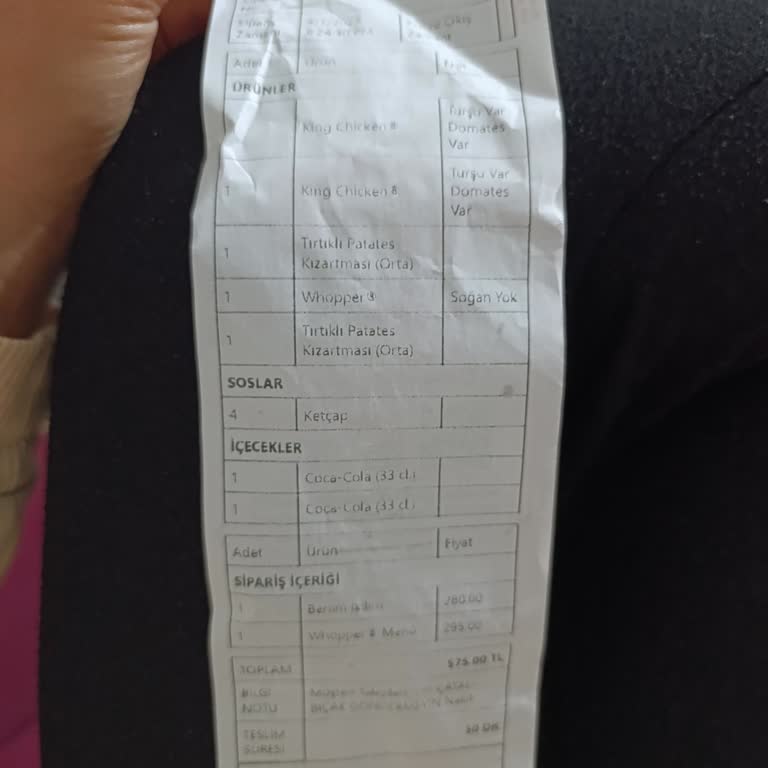 Adet Ürün
ÜRÜNLER
King Chicken ® Turşu Var
Domates
Var
1 King Chicken ® Turşu Var
Domates
Var
1 Tırtıklı Patates
Kızartması (Orta)
1 Whopper ® Soğan Yok
1 Tırtıklı Patates
Kızartması (Orta)
SOSLAR
4 Ketçap
İÇECEKLER
1 Coca-Cola (33 cl.)
1 Coca-Cola (33 cl.)
Adet Ürün Fiyat
SİPARİŞ İÇERİĞİ
1 280.00
1 Whopper ® Menü 295.00
TOPLAM 575.00 TL
BİLGİ
NOTU
TESLİM
SÜRESİ